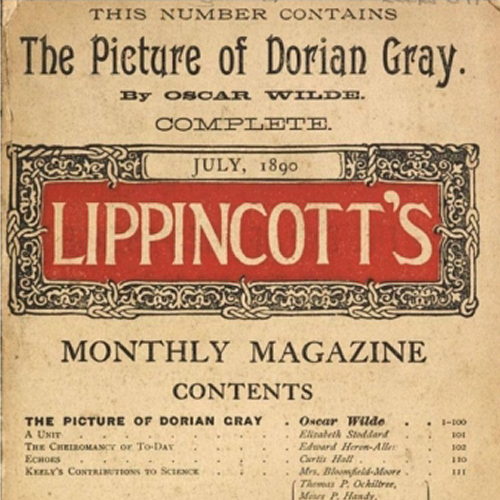 THIS NUMBER CONTAINS
The Picture of Dorian Gray.
By OSCAR WILDE.
COMPLETE.
JULY, 1890
LIPPINCOTT'S
MONTHLY MAGAZINE
CONTENTS
THE PICTURE OF DORIAN GRAY . Oscar Wilde . . 1–100
A Unit . . . . . . . Elizabeth Stoddard . 101
The Cheiromancy of To-Day . . . Edward Heron-Allen 102
Echoes . . . . . . . Curtis Hall . . 110
Keely's Contributions to Science . . Mrs. Bloomfield-Moore 111
Thomas P. Ochiltree,
Moses P. Handy,